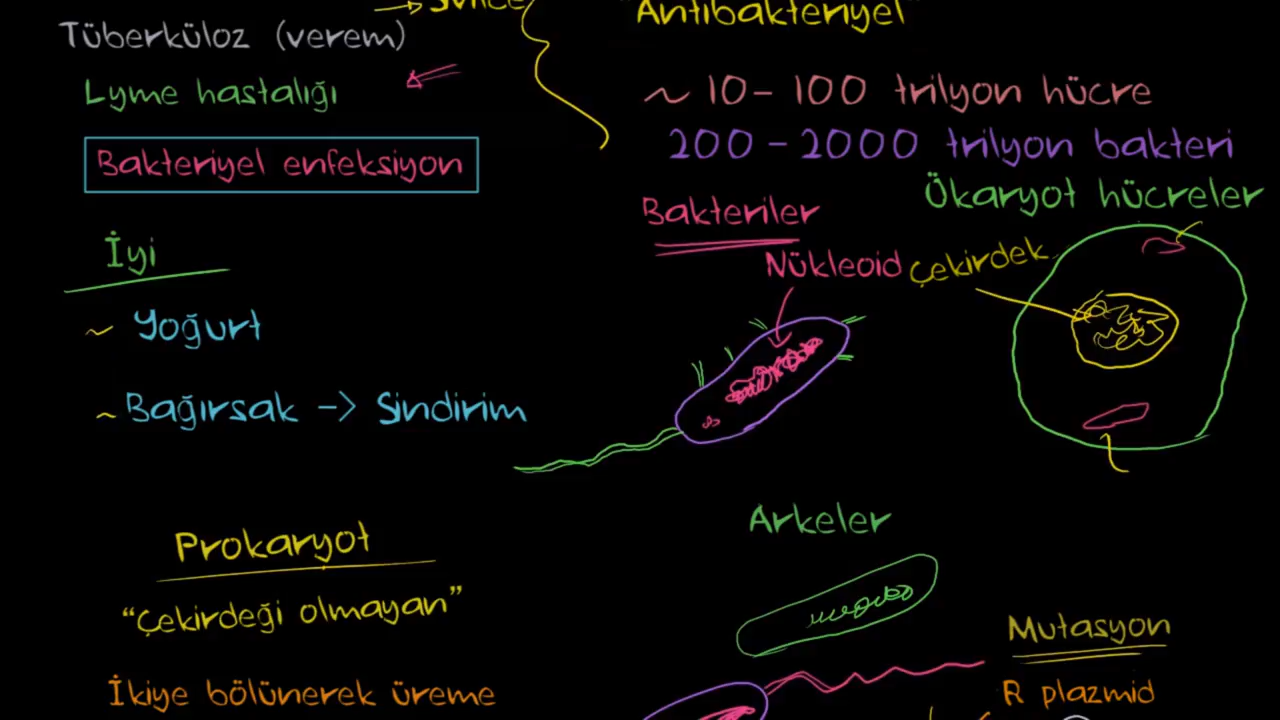 Tüberküloz (verem)
Lyme hastalığı
Bakteriyel enfeksiyon
İyi
~ Yoğurt
~ Bağırsak -> Sindirim
Prokaryot
"Çekirdeği olmayan"
İkiye bölünerek üreme
"Antibakteriyel"
~ 10 - 100 trilyon hücre
200 - 2000 trilyon bakteri
Bakteriler
Ükaryot hücreler
Nükleoid
Çekirdek
Arkeler
Mutasyon
R plazmid